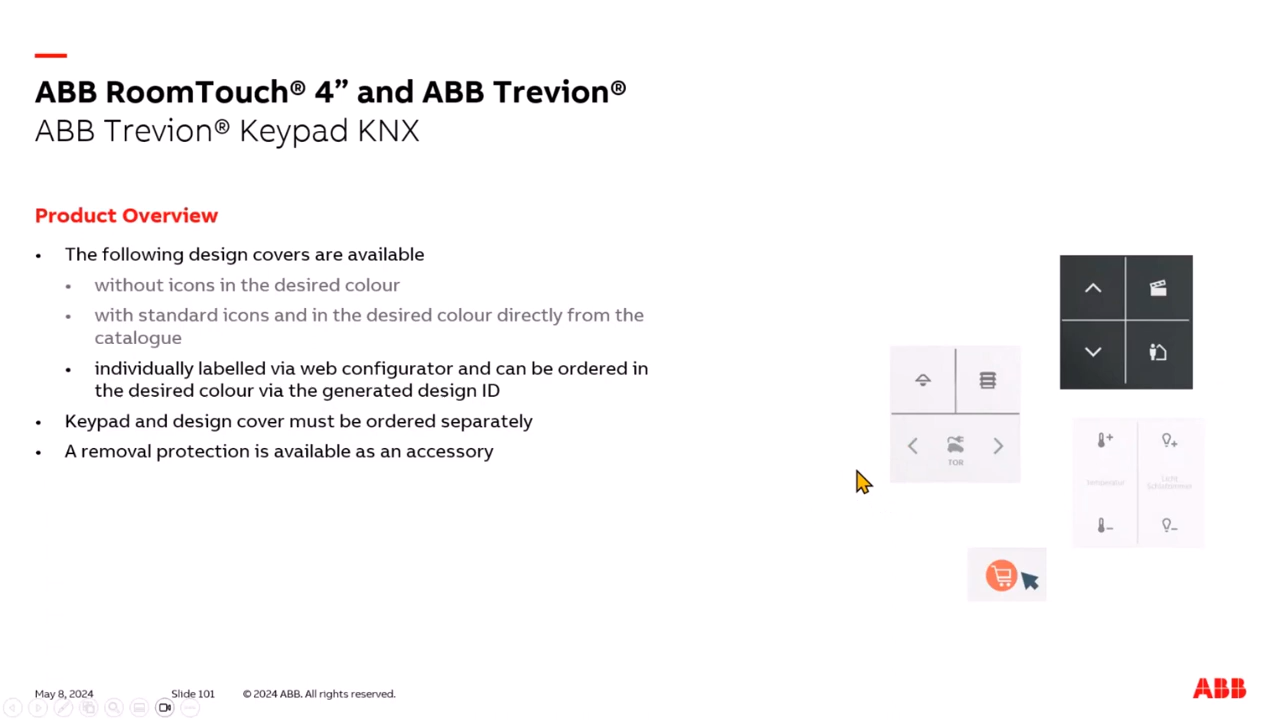 ABB RoomTouch® 4” and ABB Trevion®
ABB Trevion® Keypad KNX
Product Overview
• The following design covers are available
• without icons in the desired colour
• with standard icons and in the desired colour directly from the
catalogue
• individually labelled via web configurator and can be ordered in
the desired colour via the generated design ID
• Keypad and design cover must be ordered separately
• A removal protection is available as an accessory
TOR
Temperatur
Licht
Schlafzimmer
May 8, 2024
Slide 101
© 2024 ABB. All rights reserved.
ABB